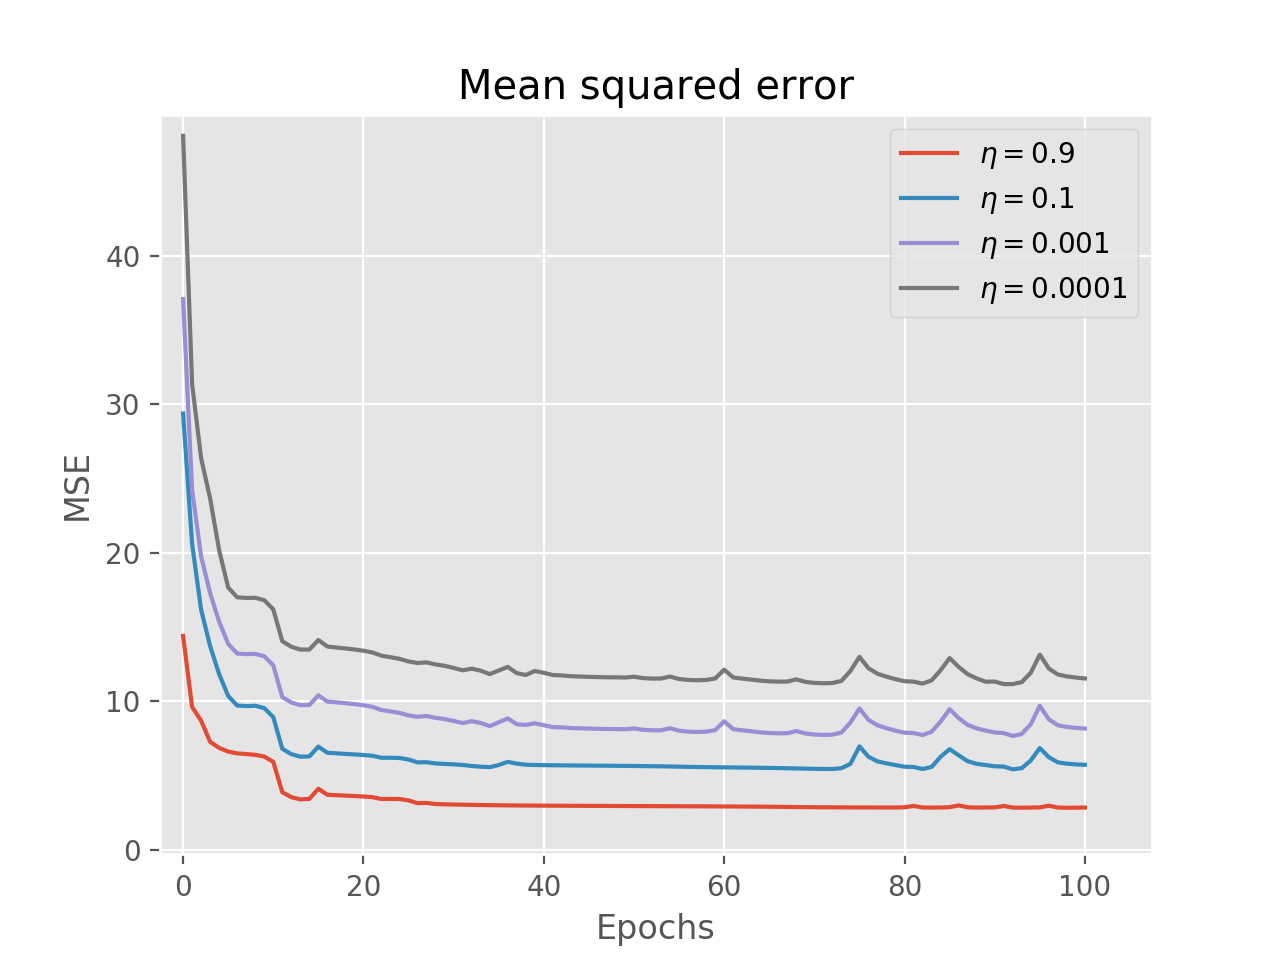 Mean squared error
η = 0.9
η = 0.1
η = 0.001
η = 0.0001
MSE
40
30
20
10
0
0 20 40 60 80 100
Epochs